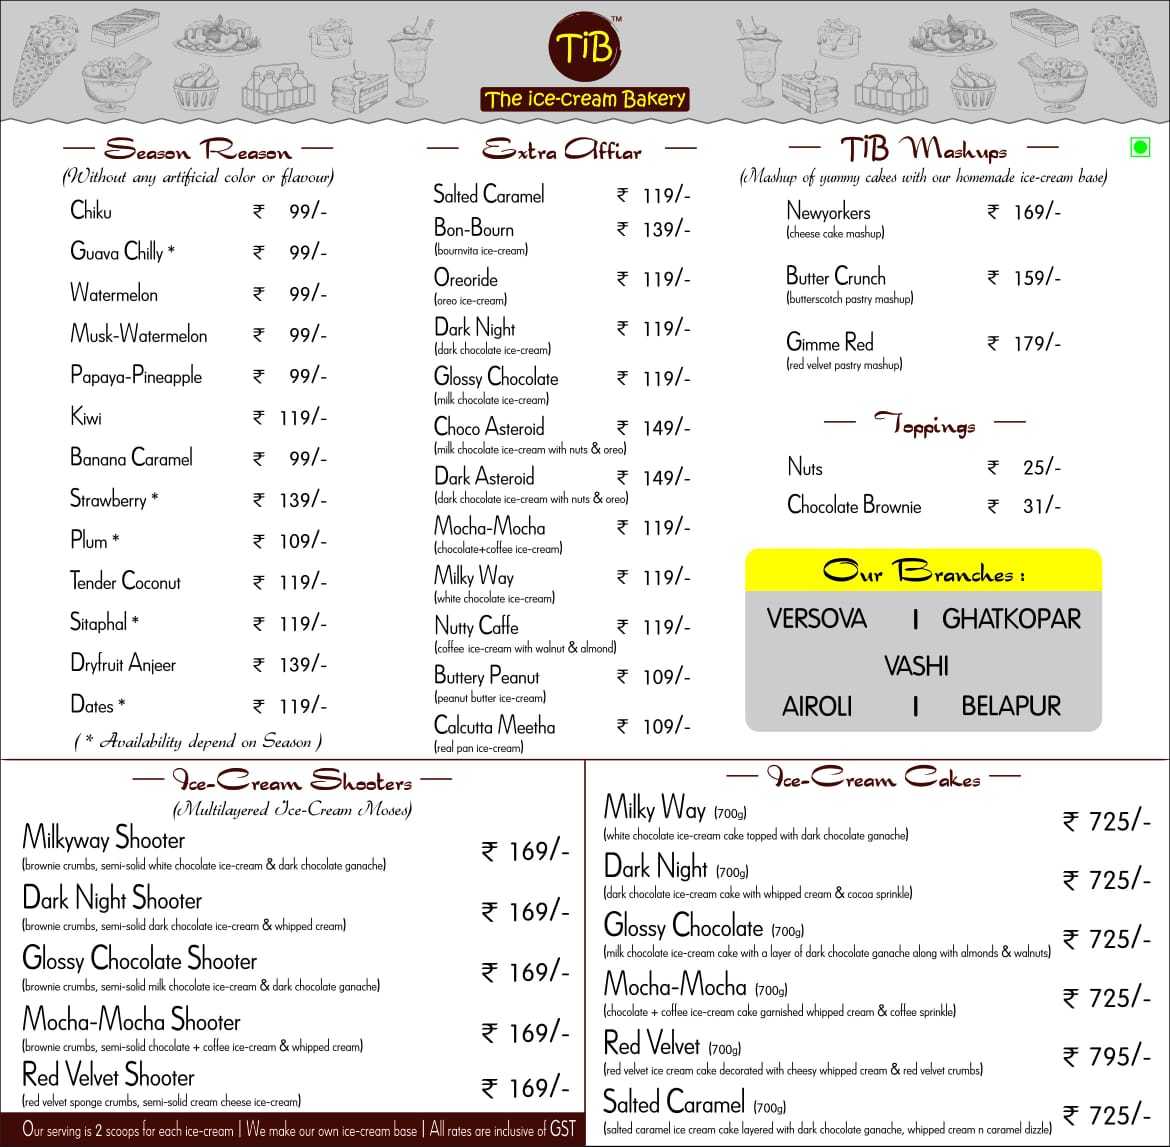 TiB™
The ice-cream Bakery
Season Reason
(Without any artificial color or flavour)
Chiku ₹ 99/-
Guava Chilly * ₹ 99/-
Watermelon ₹ 99/-
Musk-Watermelon ₹ 99/-
Papaya-Pineapple ₹ 99/-
Kiwi ₹ 119/-
Banana Caramel ₹ 99/-
Strawberry * ₹ 139/-
Plum * ₹ 109/-
Tender Coconut ₹ 119/-
Sitaphal * ₹ 119/-
Dryfruit Anjeer ₹ 139/-
Dates * ₹ 119/-
( * Availability depend on Season )
Extra Affiar
Salted Caramel ₹ 119/-
Bon-Bourn ₹ 139/-
(bournvita ice-cream)
Oreoride ₹ 119/-
(oreo ice-cream)
Dark Night ₹ 119/-
(dark chocolate ice-cream)
Glossy Chocolate ₹ 119/-
(milk chocolate ice-cream)
Choco Asteroid ₹ 149/-
(milk chocolate ice-cream with nuts & oreo)
Dark Asteroid ₹ 149/-
(dark chocolate ice-cream with nuts & oreo)
Mocha-Mocha ₹ 119/-
(chocolate+coffee ice-cream)
Milky Way ₹ 119/-
(white chocolate ice-cream)
Nutty Caffe ₹ 119/-
(coffee ice-cream with walnut & almond)
Buttery Peanut ₹ 109/-
(peanut butter ice-cream)
Calcutta Meetha ₹ 109/-
(real pan ice-cream)
TiB Mashups
(Mashup of yummy cakes with our homemade ice-cream base)
Newyorkers ₹ 169/-
(cheese cake mashup)
Butter Crunch ₹ 159/-
(butterscotch pastry mashup)
Gimme Red ₹ 179/-
(red velvet pastry mashup)
Toppings
Nuts ₹ 25/-
Chocolate Brownie ₹ 31/-
Our Branches :
VERSOVA | GHATKOPAR
VASHI
AIROLI | BELAPUR
Ice-Cream Shooters
(Multilayered Ice-Cream Moses)
Milkyway Shooter ₹ 169/-
(brownie crumbs, semi-solid white chocolate ice-cream & dark chocolate ganache)
Dark Night Shooter ₹ 169/-
(brownie crumbs, semi-solid dark chocolate ice-cream & whipped cream)
Glossy Chocolate Shooter ₹ 169/-
(brownie crumbs, semi-solid milk chocolate ice-cream & dark chocolate ganache)
Mocha-Mocha Shooter ₹ 169/-
(brownie crumbs, semi-solid chocolate + coffee ice-cream & whipped cream)
Red Velvet Shooter ₹ 169/-
(red velvet sponge crumbs, semi-solid cream cheese ice-cream)
Our serving is 2 scoops for each ice-cream | We make our own ice-cream base | All rates are inclusive of GST
Ice-Cream Cakes
Milky Way (700g) ₹ 725/-
(white chocolate ice-cream cake topped with dark chocolate ganache)
Dark Night (700g) ₹ 725/-
(dark chocolate ice-cream cake with whipped cream & cocoa sprinkle)
Glossy Chocolate (700g) ₹ 725/-
(milk chocolate ice-cream cake with a layer of dark chocolate ganache along with almonds & walnuts)
Mocha-Mocha (700g) ₹ 725/-
(chocolate + coffee ice-cream cake garnished whipped cream & coffee sprinkle)
Red Velvet (700g) ₹ 795/-
(red velvet ice cream cake decorated with cheesy whipped cream & red velvet crumbs)
Salted Caramel (700g) ₹ 725/-
(salted caramel ice cream cake layered with dark chocolate ganache, whipped cream n caramel dizzle)